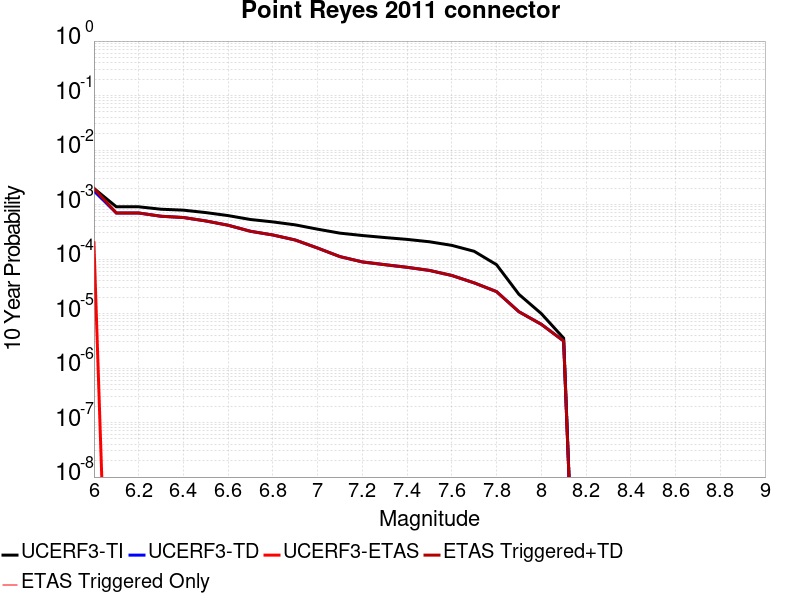 Point Reyes 2011 connector
10 0
10 -1
10 -2
10 -3
10 -4
10 -5
10 -6
10 -7
10 -8
10 Year Probability
6 6.2 6.4 6.6 6.8 7 7.2 7.4 7.6 7.8 8 8.2 8.4 8.6 8.8 9
Magnitude
UCERF3-TI UCERF3-TD UCERF3-ETAS ETAS Triggered+TD
ETAS Triggered Only